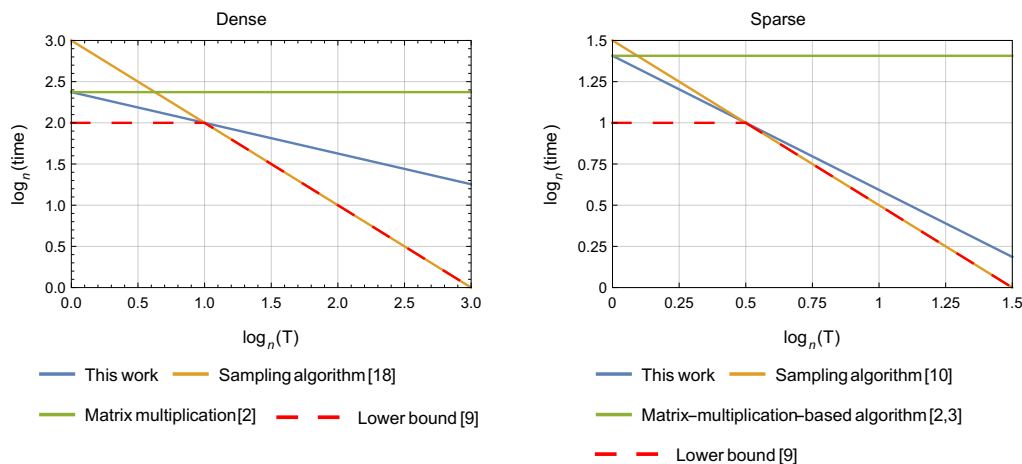 Dense
3.0
2.5
2.0
1.5
1.0
0.5
0.0
log n (time)
0.0 0.5 1.0 1.5 2.0 2.5 3.0
log n (T)
This work Sampling algorithm [18]
Matrix multiplication [2] Lower bound [9]
Sparse
1.5
1.25
1
0.75
0.5
0.25
0
log n (time)
0 0.25 0.5 0.75 1 1.25 1.5
log n (T)
This work Sampling algorithm [10]
Matrix–multiplication–based algorithm [2,3]
Lower bound [9]